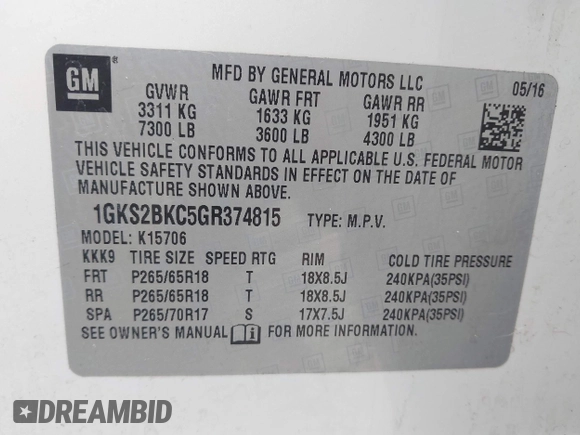 GM ®
MFD BY GENERAL MOTORS LLC
05/16
GVWR GAWR FRT GAWR RR
3311 KG 1633 KG 1951 KG
7300 LB 3600 LB 4300 LB
THIS VEHICLE CONFORMS TO ALL APPLICABLE U.S. FEDERAL MOTOR
VEHICLE SAFETY STANDARDS IN EFFECT ON THE DATE OF
MANUFACTURE SHOWN ABOVE.
1GKS2BKC5GR374815 TYPE: M.P.V.
MODEL: K15706
KKK9 TIRE SIZE SPEED RTG RIM COLD TIRE PRESSURE
FRT P265/65R18 T 18X8.5J 240KPA(35PSI)
RR P265/65R18 T 18X8.5J 240KPA(35PSI)
SPA P265/70R17 S 17X7.5J 240KPA(35PSI)
SEE OWNER'S MANUAL i FOR MORE INFORMATION.
DREAMBID